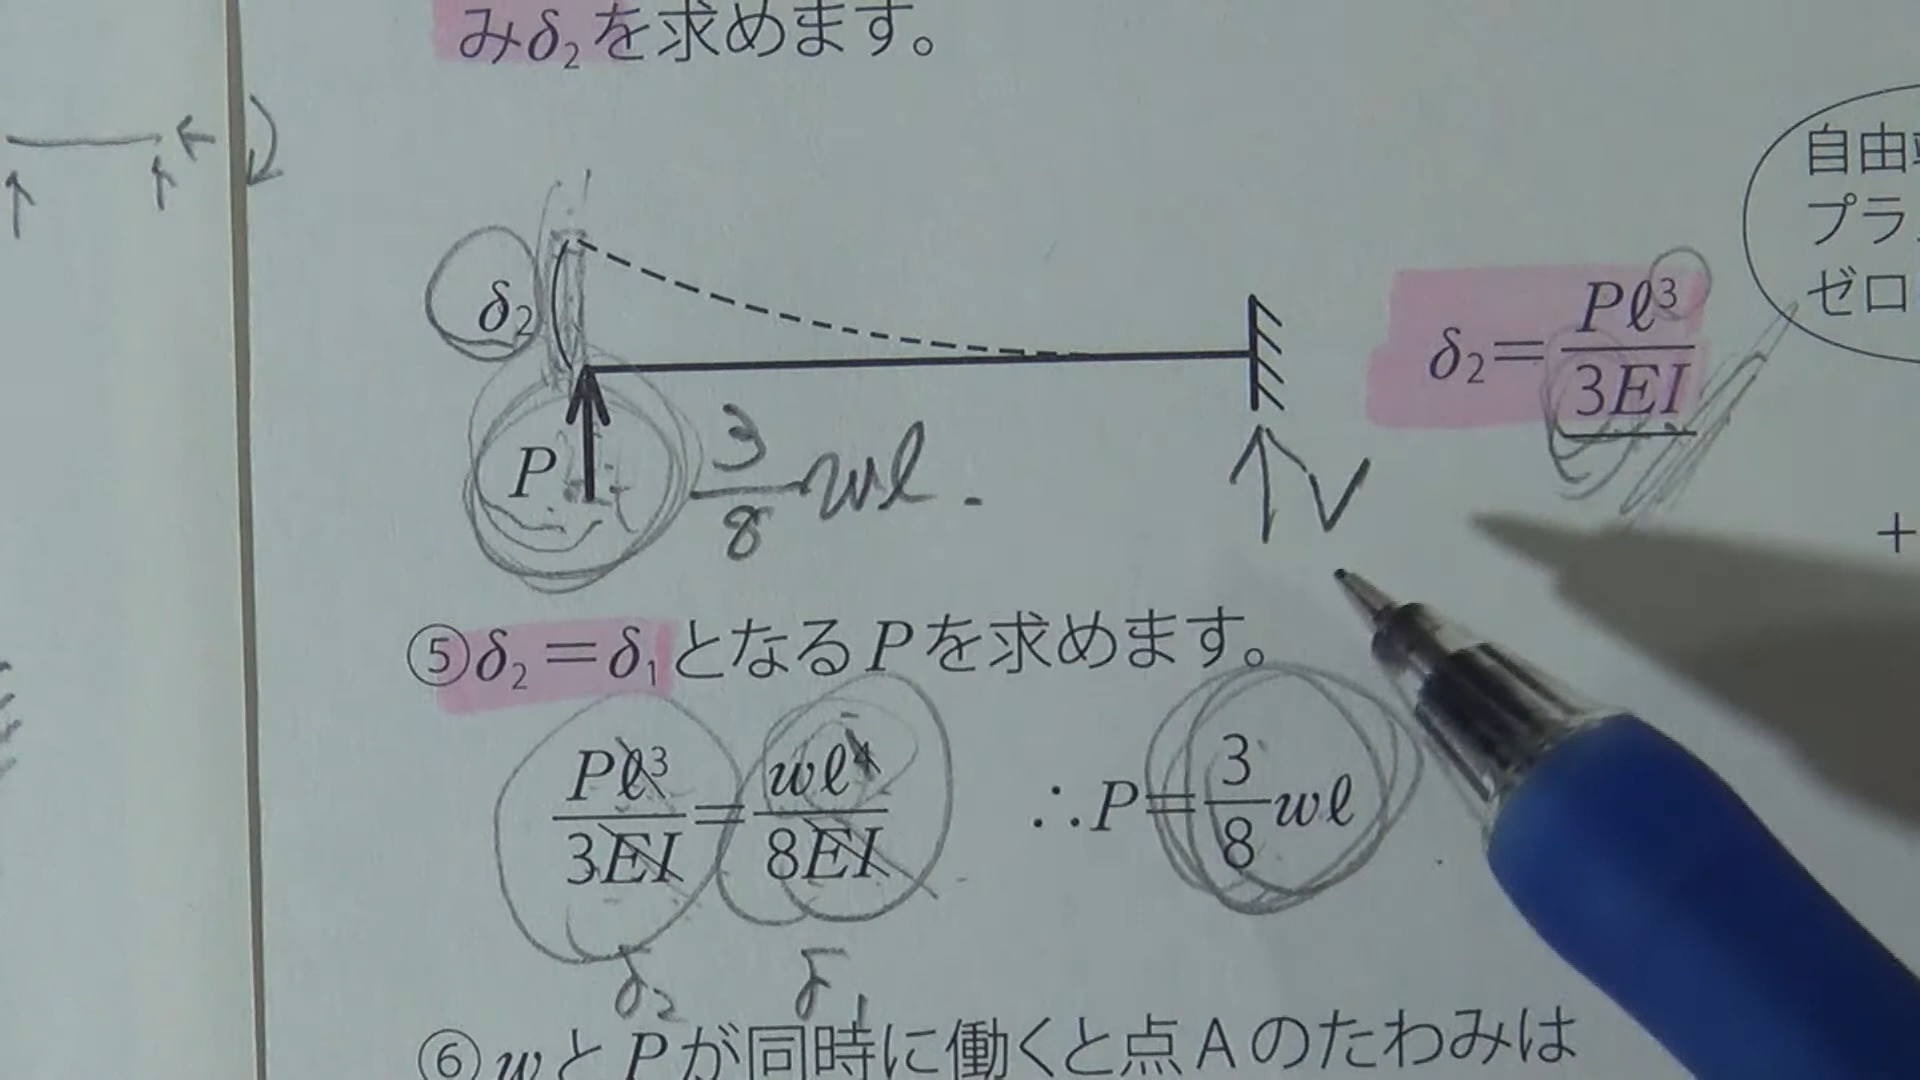 みδ₂を求めます。
自由
プラ
ゼロ
δ₂
δ₂=Pℓ³/3EI
P 3/8 wl.
V
+
⑤δ₂=δ₁となるPを求めます。
Pℓ³/3EI=wℓ⁴/8EI ∴P=3/8wℓ
δ₂ δ₁
⑥wとPが同時に働くと点Aのたわみは